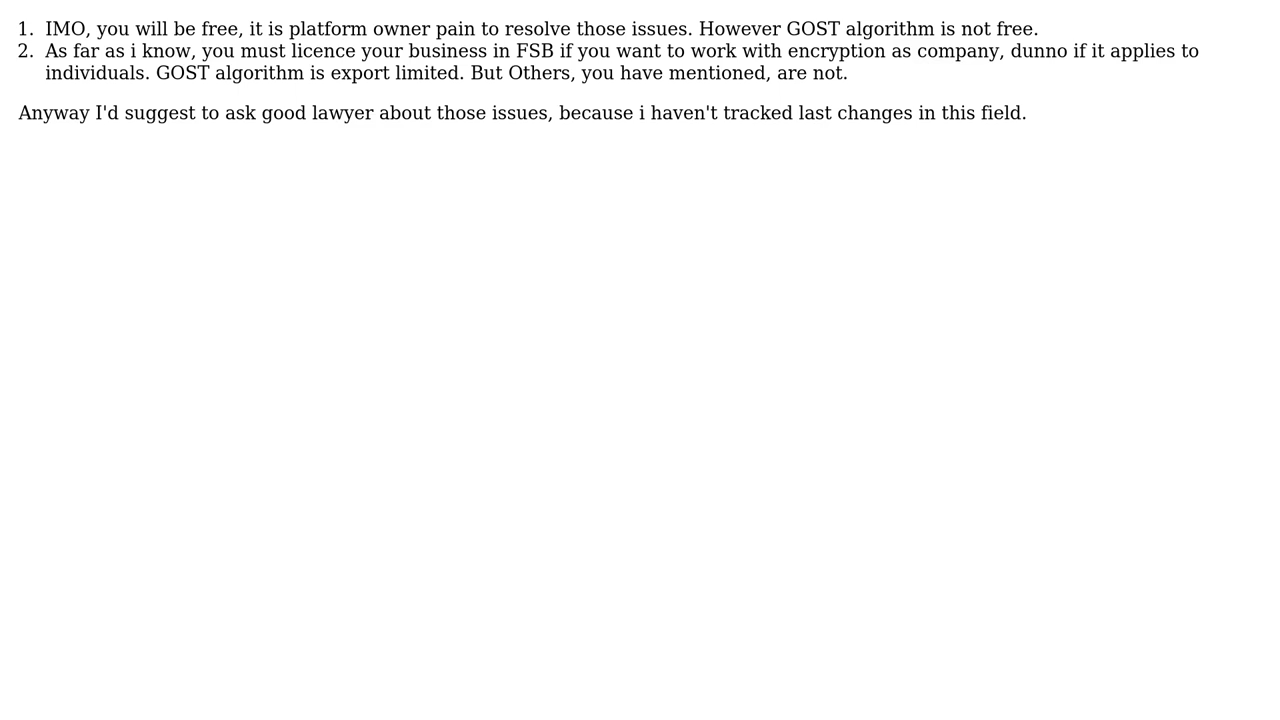 1. IMO, you will be free, it is platform owner pain to resolve those issues. However GOST algorithm is not free.
2. As far as i know, you must licence your business in FSB if you want to work with encryption as company, dunno if it applies to
individuals. GOST algorithm is export limited. But Others, you have mentioned, are not.
Anyway I'd suggest to ask good lawyer about those issues, because i haven't tracked last changes in this field.